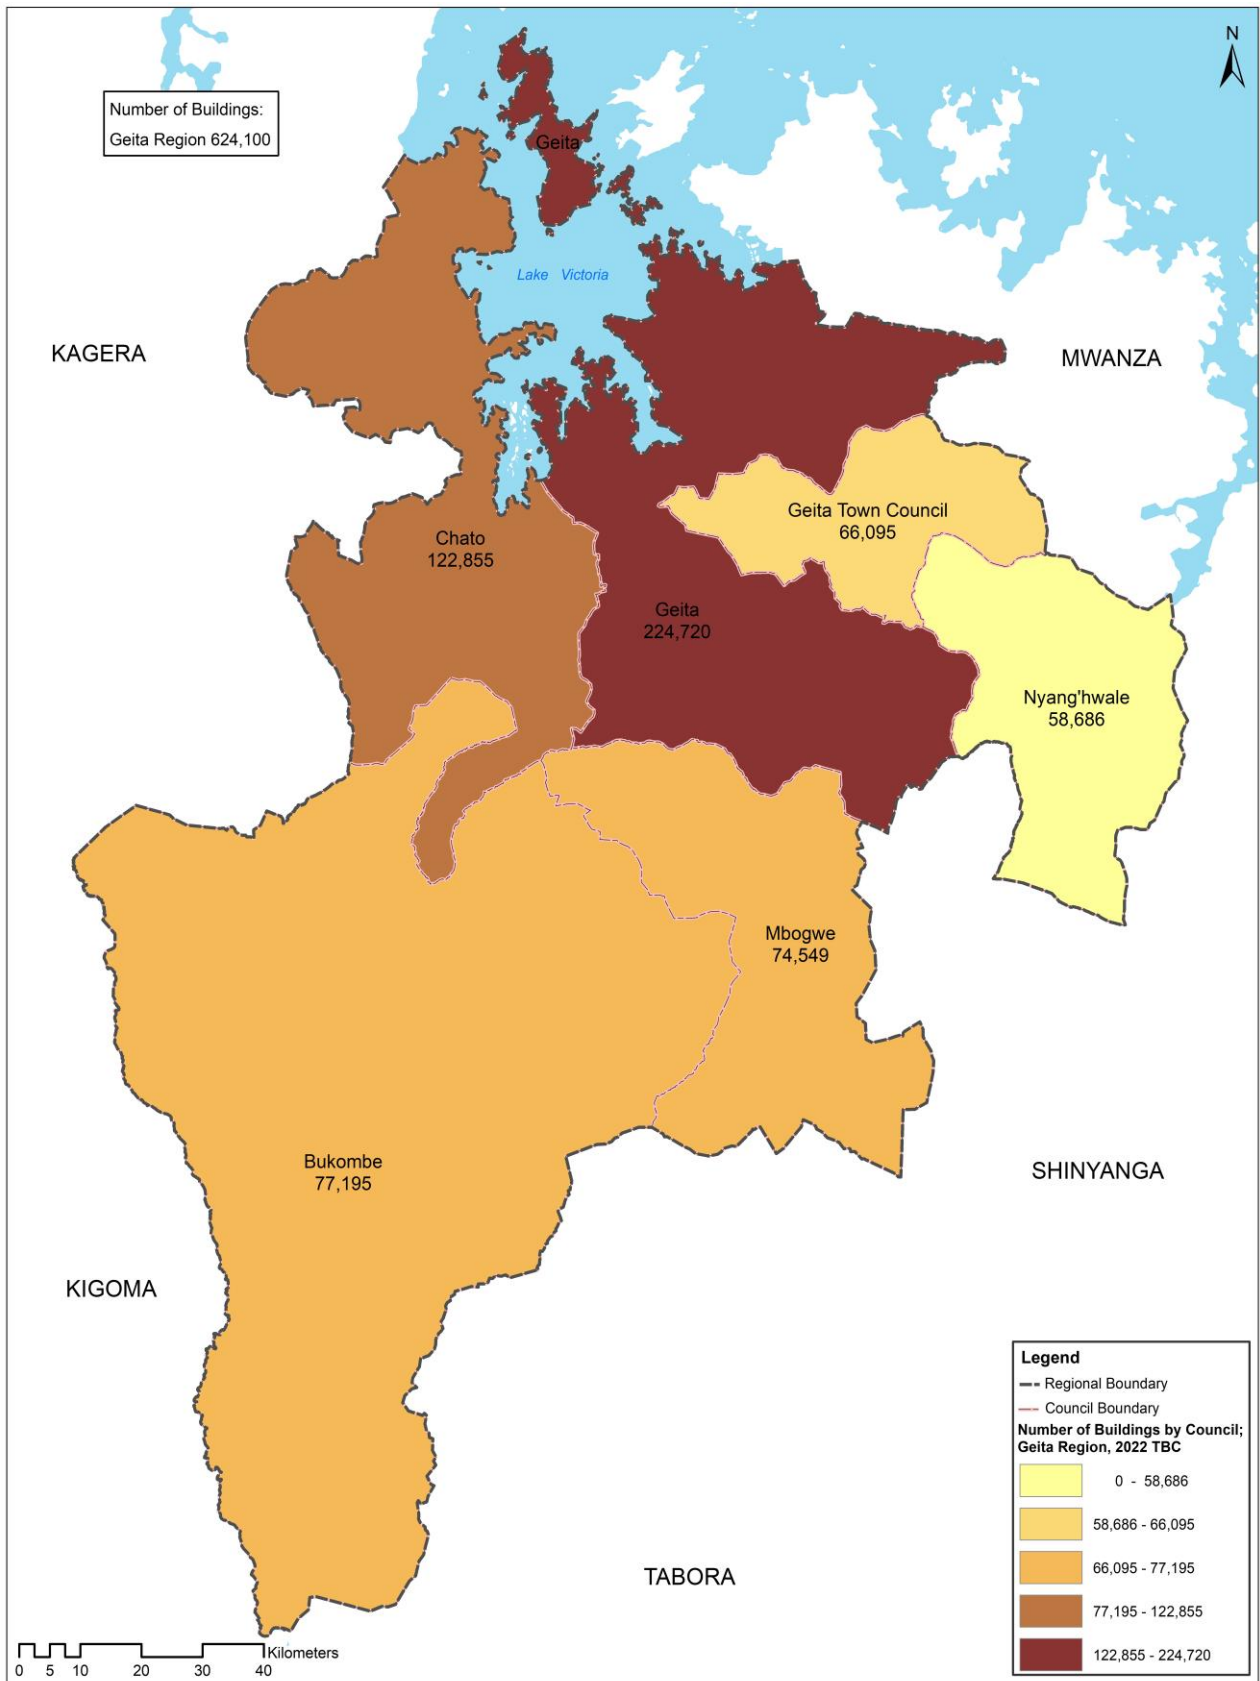 N
Number of Buildings:
Geita Region 624,100
Geita
Lake Victoria
KAGERA
MWANZA
Geita Town Council
66,095
Chato
122,855
Geita
224,720
Nyang'hwale
58,686
Mbogwe
74,549
Bukombe
77,195
SHINYANGA
KIGOMA
TABORA
Legend
Regional Boundary
Council Boundary
Number of Buildings by Council;
Geita Region, 2022 TBC
0 - 58,686
58,686 - 66,095
66,095 - 77,195
77,195 - 122,855
122,855 - 224,720
Kilometers
0 5 10 20 30 40